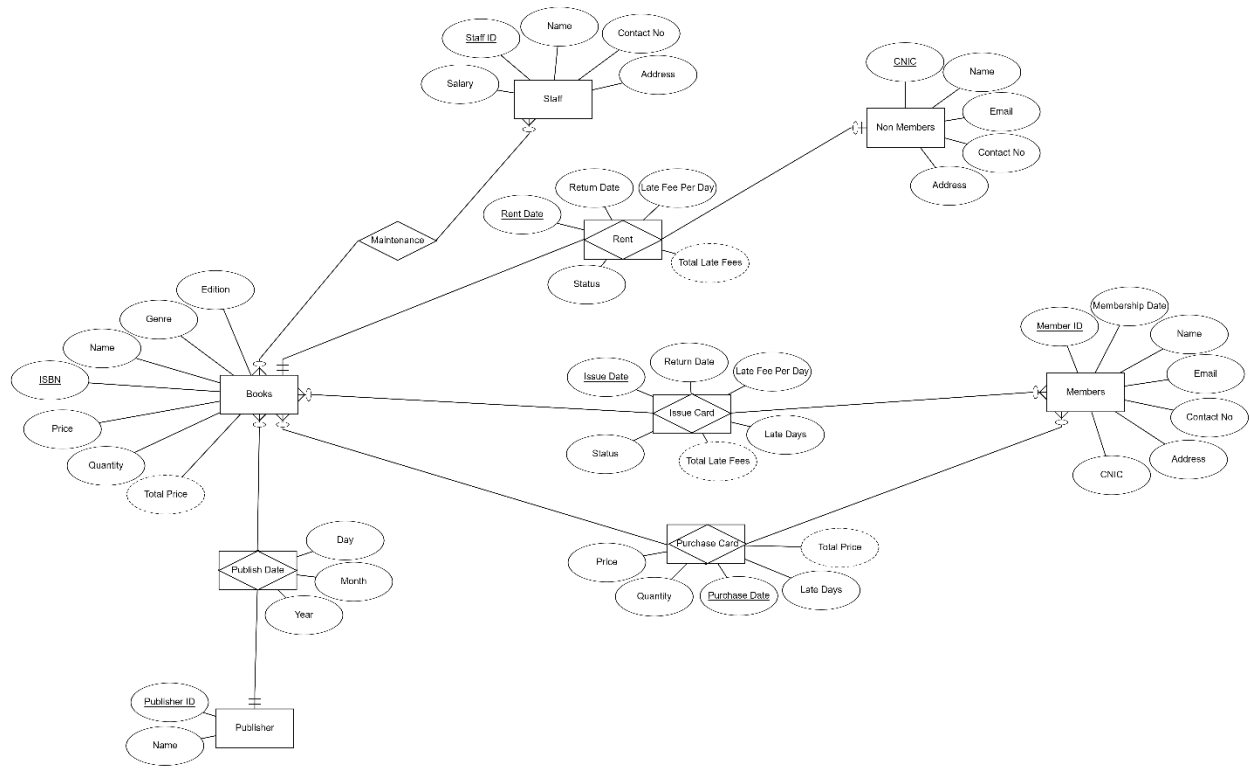 Staff ID
Name
Contact No
Salary
Address
Staff
CNIC
Name
Email
Non Members
Contact No
Address
Return Date
Late Fee Per Day
Rent Date
Rent
Total Late Fees
Status
Maintenance
Edition
Genre
Name
ISBN
Books
Price
Quantity
Total Price
Return Date
Issue Date
Late Fee Per Day
Issue Card
Late Days
Status
Total Late Fees
Membership Date
Member ID
Name
Email
Members
Contact No
Address
CNIC
Purchase Card
Total Price
Price
Quantity
Purchase Date
Late Days
Day
Publish Date
Month
Year
Publisher ID
Publisher
Name